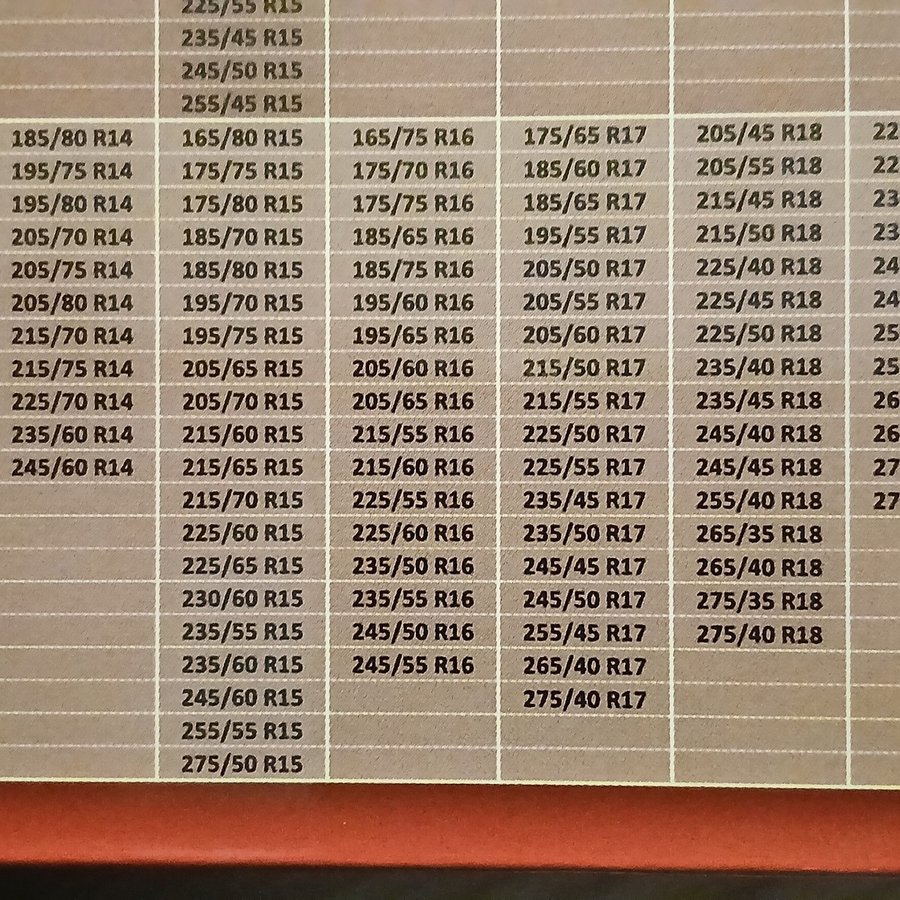 225/55 R15
235/45 R15
245/50 R15
255/45 R15
185/80 R14 165/80 R15 165/75 R16 175/65 R17 205/45 R18 22
195/75 R14 175/75 R15 175/70 R16 185/60 R17 205/55 R18 22
195/80 R14 175/80 R15 175/75 R16 185/65 R17 215/45 R18 23
205/70 R14 185/70 R15 185/65 R16 195/55 R17 215/50 R18 23
205/75 R14 185/80 R15 185/75 R16 205/50 R17 225/40 R18 24
205/80 R14 195/70 R15 195/60 R16 205/55 R17 225/45 R18 24
215/70 R14 195/75 R15 195/65 R16 205/60 R17 225/50 R18 25
215/75 R14 205/65 R15 205/60 R16 215/50 R17 235/40 R18 25
225/70 R14 205/70 R15 205/65 R16 215/55 R17 235/45 R18 26
235/60 R14 215/60 R15 215/55 R16 225/50 R17 245/40 R18 26
245/60 R14 215/65 R15 215/60 R16 225/55 R17 245/45 R18 27
215/70 R15 225/55 R16 235/45 R17 255/40 R18 27
225/60 R15 225/60 R16 235/50 R17 265/35 R18
225/65 R15 235/50 R16 245/45 R17 265/40 R18
230/60 R15 235/55 R16 245/50 R17 275/35 R18
235/55 R15 245/50 R16 255/45 R17 275/40 R18
235/60 R15 245/55 R16 265/40 R17
245/60 R15 275/40 R17
255/55 R15
275/50 R15